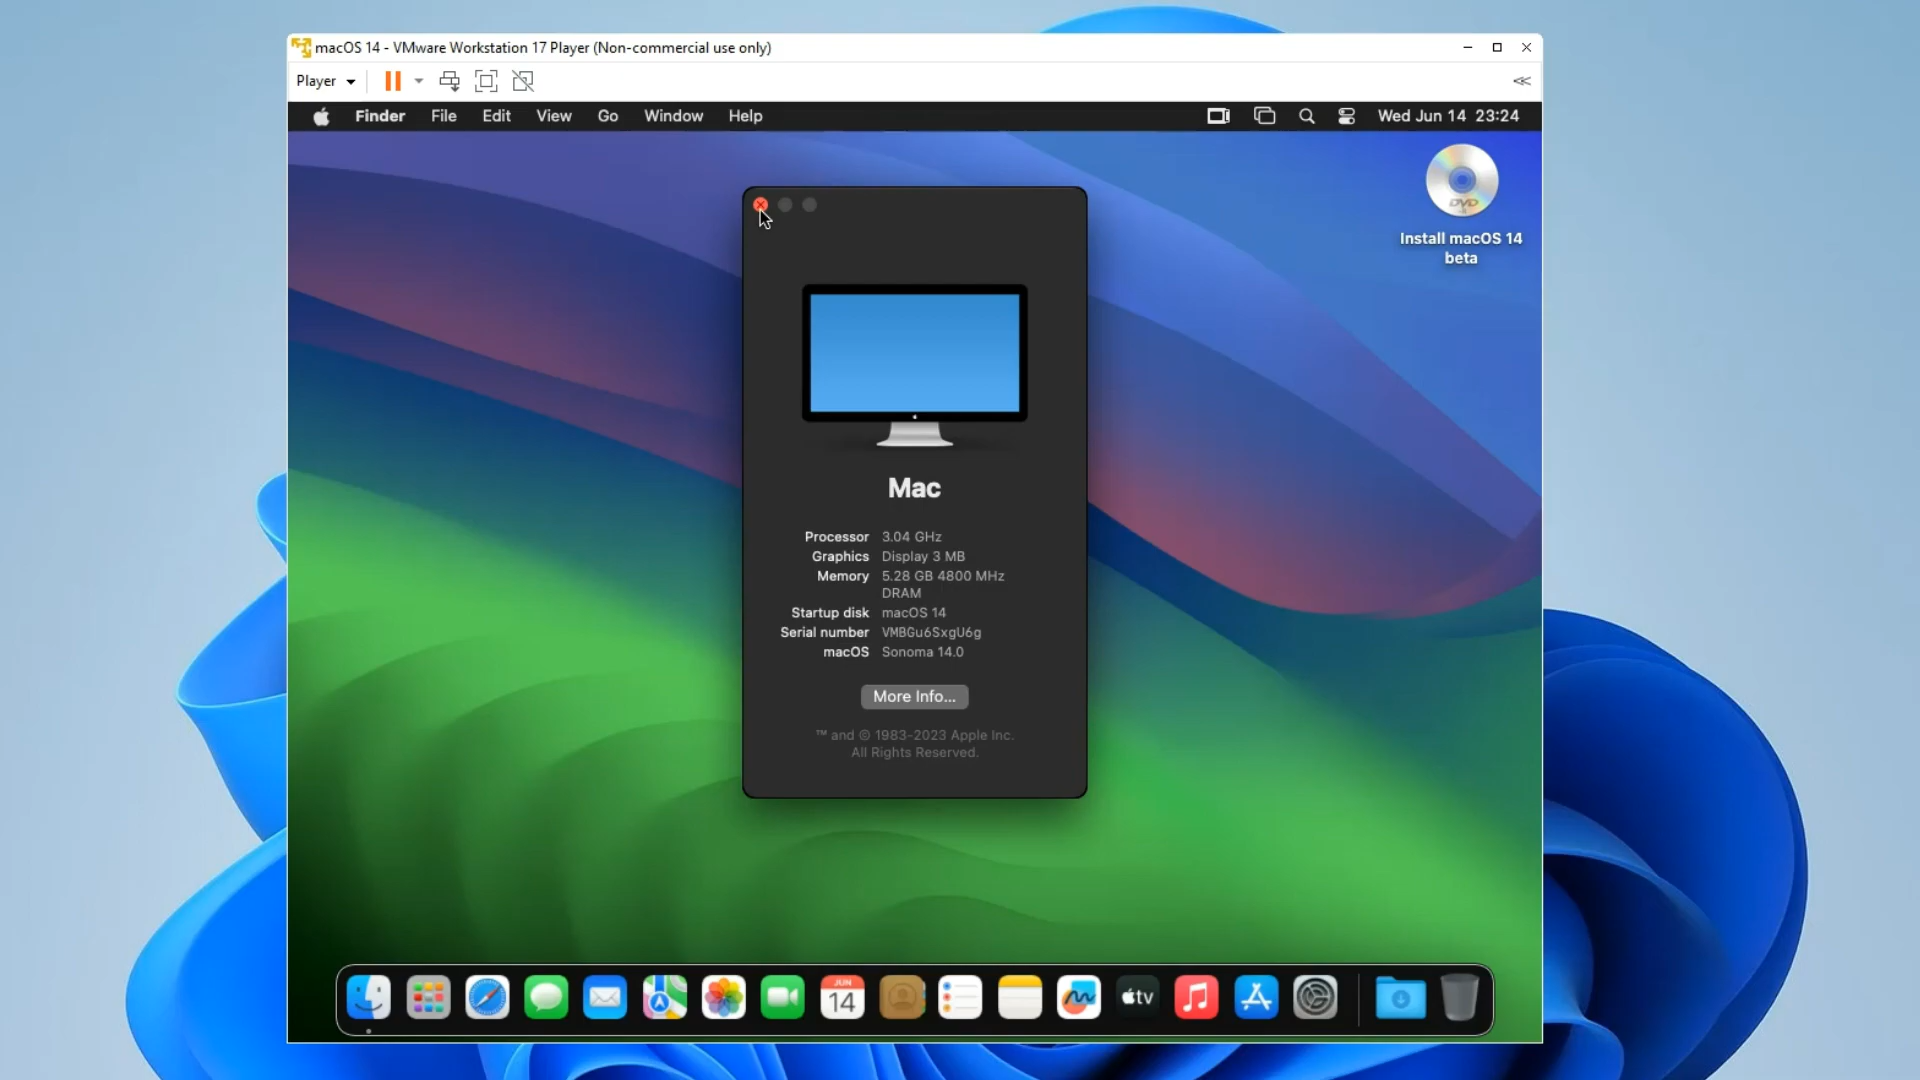 macOS 14 - VMware Workstation 17 Player (Non-commercial use only)
Player
Finder File Edit View Go Window Help Wed Jun 14 23:24
DVD
Install macOS 14
beta
Mac
Processor 3.04 GHz
Graphics Display 3 MB
Memory 5.28 GB 4800 MHz
DRAM
Startup disk macOS 14
Serial number VMBGu6SxgU6g
macOS Sonoma 14.0
More Info...
™ and © 1983-2023 Apple Inc.
All Rights Reserved.
JUN
14
tv